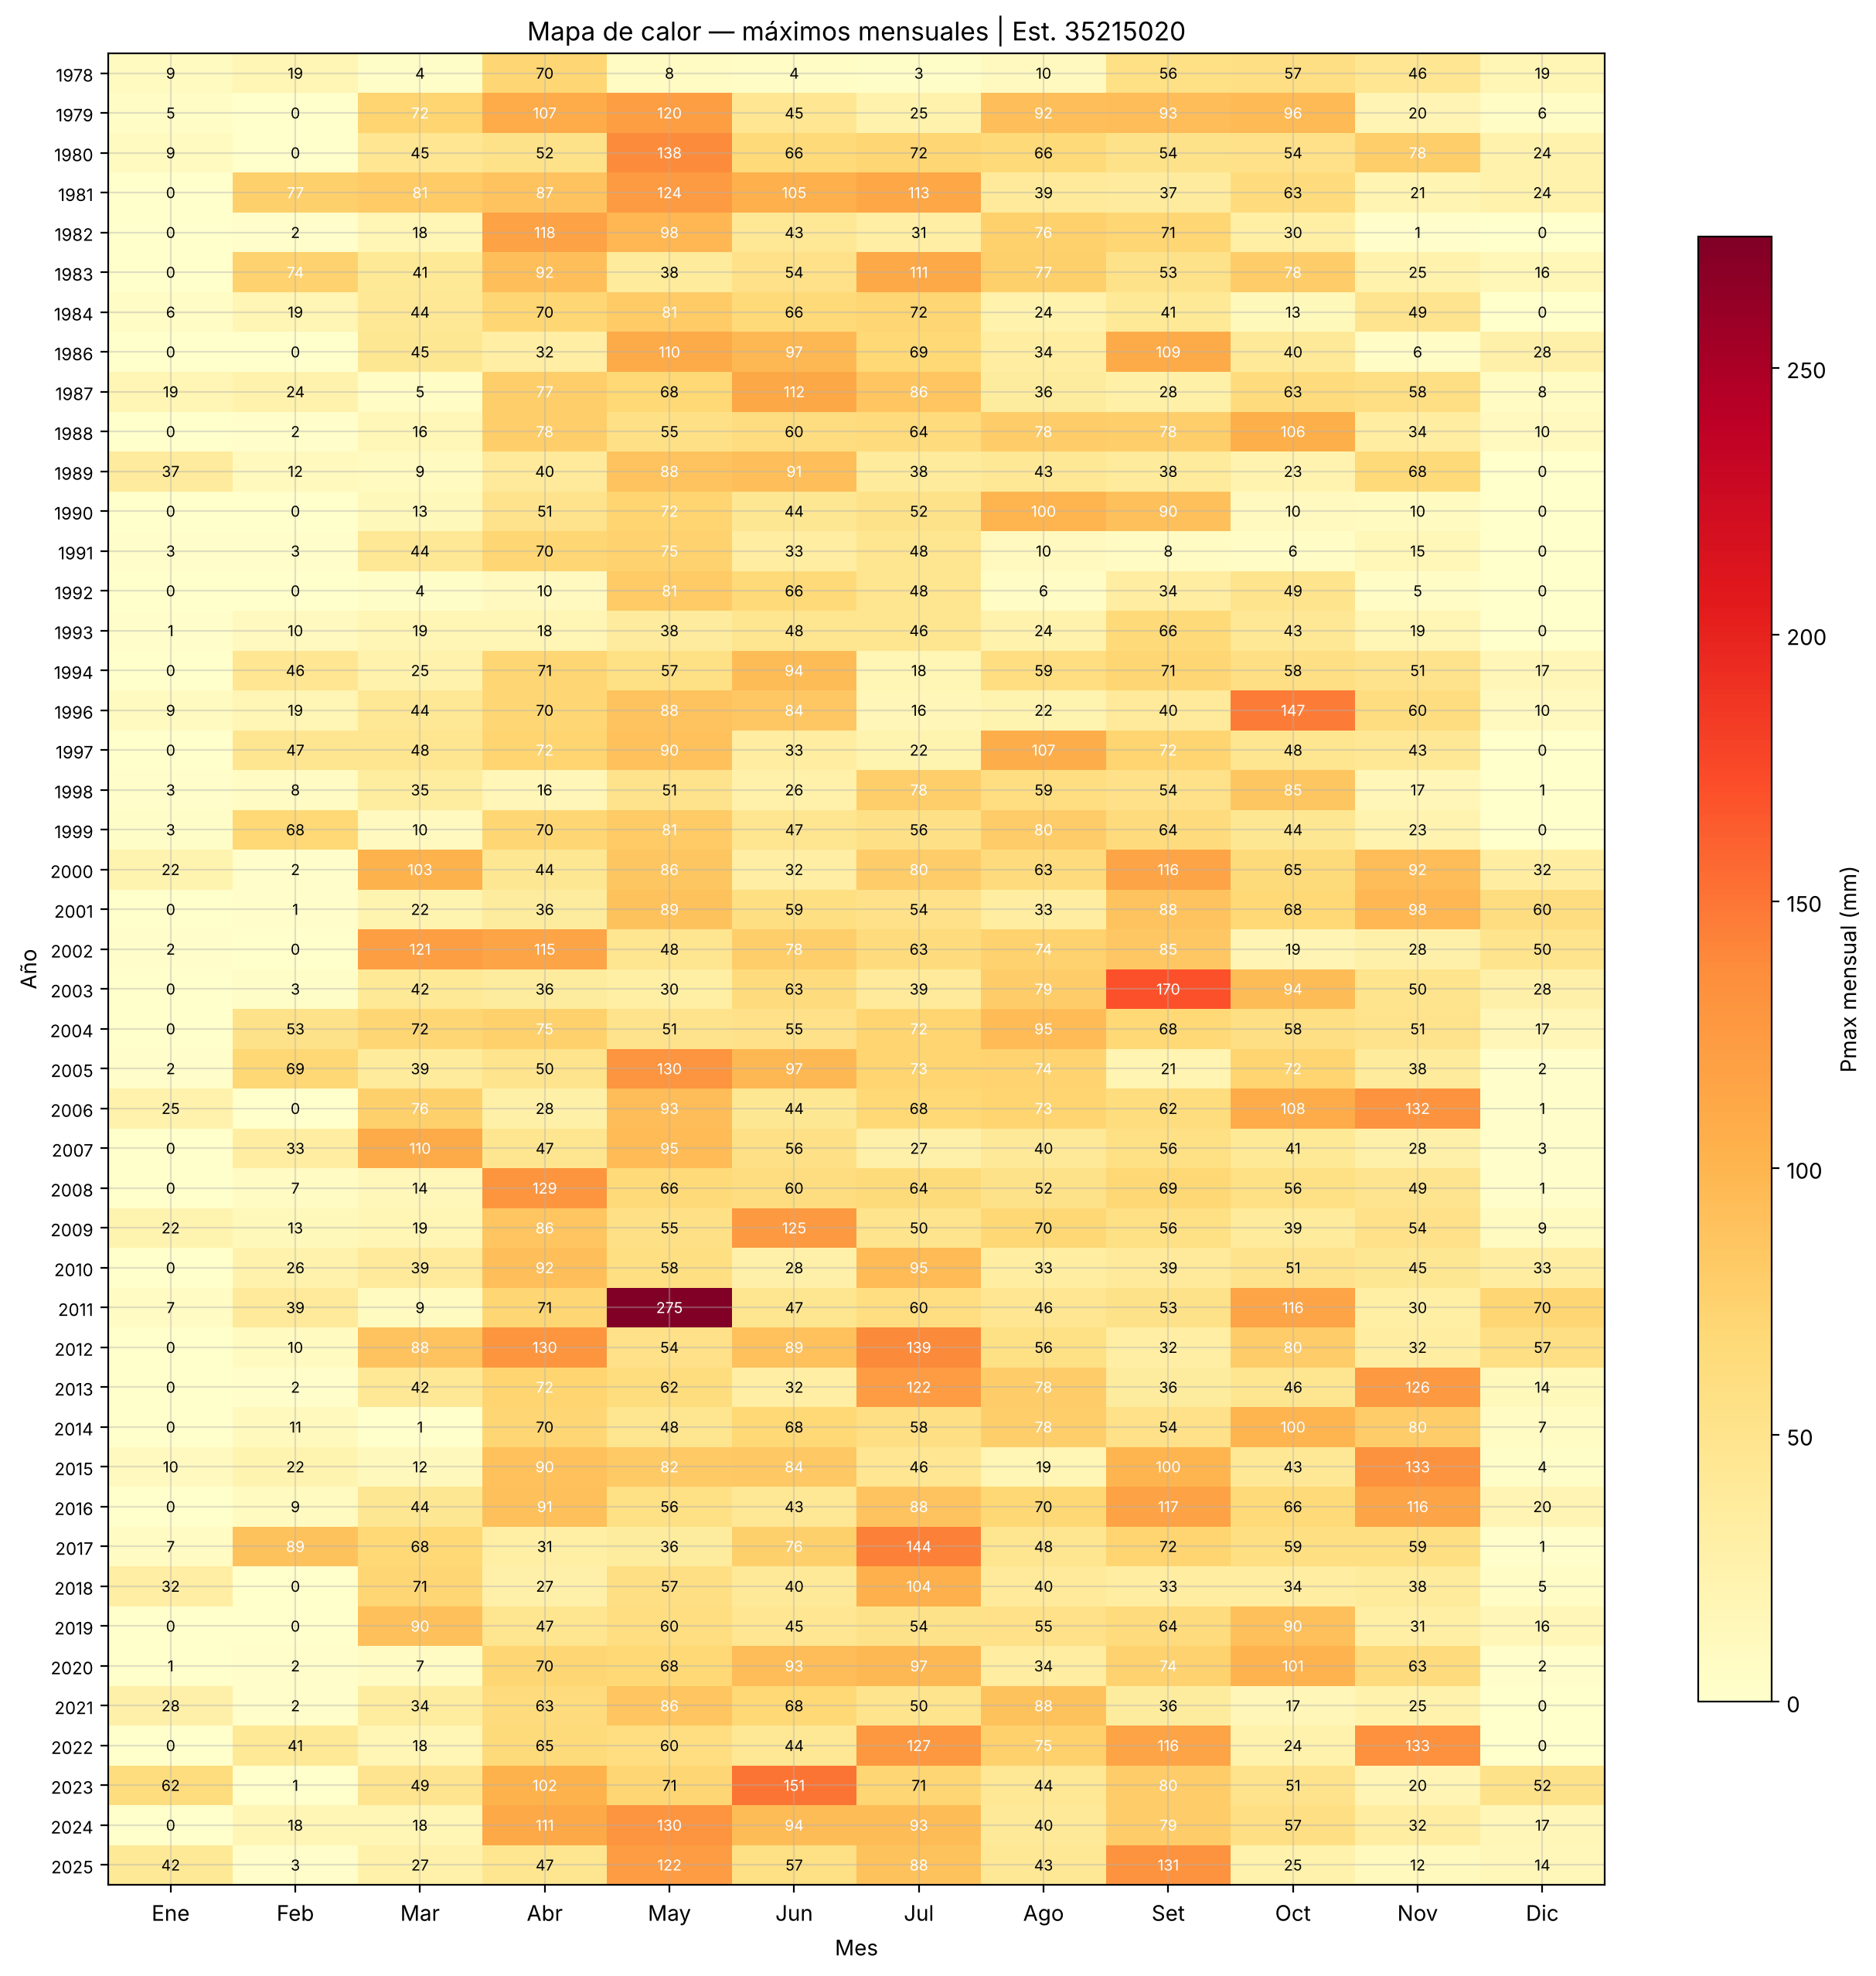 Mapa de calor — máximos mensuales | Est. 35215020
1978 9 19 4 70 8 4 3 10 56 57 46 19
1979 5 0 72 107 120 45 25 92 93 96 20 6
1980 9 0 45 52 138 66 72 66 54 54 78 24
1981 0 77 81 87 124 105 113 39 37 63 21 24
1982 0 2 18 118 98 43 31 76 71 30 1 0
1983 0 74 41 92 38 54 111 77 53 78 25 16
1984 6 19 44 70 81 66 72 24 41 13 49 0
1986 0 0 45 32 110 97 69 34 109 40 6 28
1987 19 24 5 77 68 112 86 36 28 63 58 8
1988 0 2 16 78 55 60 64 78 78 106 34 10
1989 37 12 9 40 88 91 38 43 38 23 68 0
1990 0 0 13 51 72 44 52 100 90 10 10 0
1991 3 3 44 70 75 33 48 10 8 6 15 0
1992 0 0 4 10 81 66 48 6 34 49 5 0
1993 1 10 19 18 38 48 46 24 66 43 19 0
1994 0 46 25 71 57 94 18 59 71 58 51 17
1996 9 19 44 70 88 84 16 22 40 147 60 10
1997 0 47 48 72 90 33 22 107 72 48 43 0
1998 3 8 35 16 51 26 78 59 54 85 17 1
1999 3 68 10 70 81 47 56 80 64 44 23 0
2000 22 2 103 44 86 32 80 63 116 65 92 32
2001 0 1 22 36 89 59 54 33 88 68 98 60
2002 2 0 121 115 48 78 63 74 85 19 28 50
2003 0 3 42 36 30 63 39 79 170 94 50 28
2004 0 53 72 75 51 55 72 95 68 58 51 17
2005 2 69 39 50 130 97 73 74 21 72 38 2
2006 25 0 76 28 93 44 68 73 62 108 132 1
2007 0 33 110 47 95 56 27 40 56 41 28 3
2008 0 7 14 129 66 60 64 52 69 56 49 1
2009 22 13 19 86 55 125 50 70 56 39 54 9
2010 0 26 39 92 58 28 95 33 39 51 45 33
2011 7 39 9 71 275 47 60 46 53 116 30 70
2012 0 10 88 130 54 89 139 56 32 80 32 57
2013 0 2 42 72 62 32 122 78 36 46 126 14
2014 0 11 1 70 48 68 58 78 54 100 80 7
2015 10 22 12 90 82 84 46 19 100 43 133 4
2016 0 9 44 91 56 43 88 70 117 66 116 20
2017 7 89 68 31 36 76 144 48 72 59 59 1
2018 32 0 71 27 57 40 104 40 33 34 38 5
2019 0 0 90 47 60 45 54 55 64 90 31 16
2020 1 2 7 70 68 93 97 34 74 101 63 2
2021 28 2 34 63 86 68 50 88 36 17 25 0
2022 0 41 18 65 60 44 127 75 116 24 133 0
2023 62 1 49 102 71 151 71 44 80 51 20 52
2024 0 18 18 111 130 94 93 40 79 57 32 17
2025 42 3 27 47 122 57 88 43 131 25 12 14
Ene Feb Mar Abr May Jun Jul Ago Set Oct Nov Dic
Mes
Año
250
200
150
100
50
0
Pmax mensual (mm)